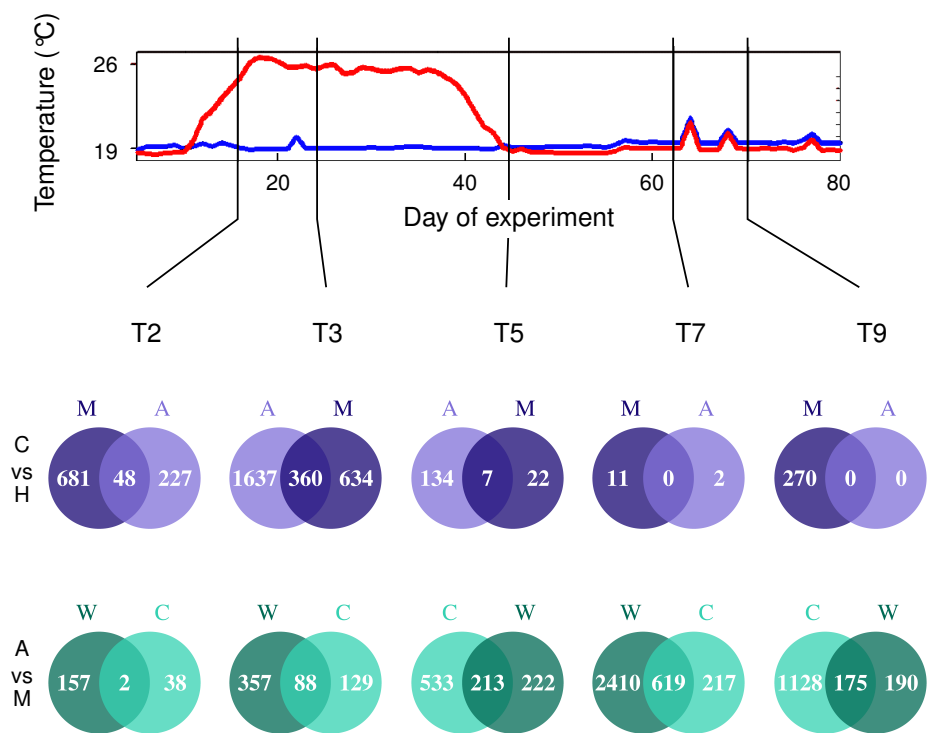 Temperature (°C)
26
19
20 40 60 80
Day of experiment
T2 T3 T5 T7 T9
M A A M A M M A M A
C
vs
H
681 48 227 1637 360 634 134 7 22 11 0 2 270 0 0
W C W C C W W C C W
A
vs
M
157 2 38 357 88 129 533 213 222 2410 619 217 1128 175 190